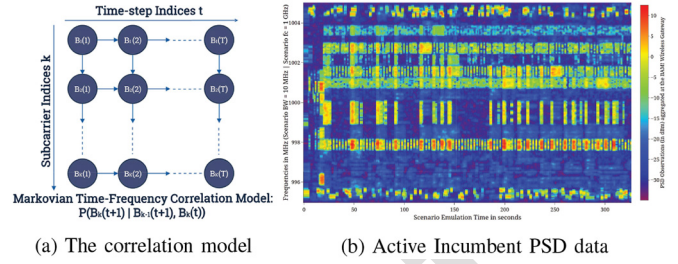 Time-step Indices t
Subcarrier Indices k
B₁(1) B₁(2) B₁(T)
B₂(1) B₂(2) B₂(T)
Bₖ(1) Bₖ(2) Bₖ(T)
Markovian Time-Frequency Correlation Model:
P(Bₖ(t+1) | Bₖ₋₁(t+1), Bₖ(t))
(a) The correlation model
Frequencies in MHz (Scenario BW = 10 MHz | Scenario fc = 1 GHz)
1004
1002
1000
998
996
0 50 100 150 200 250 300
Scenario Emulation Time in seconds
10
5
0
−5
−10
−15
−20
−25
−30
PSD Observations (in dBm) aggregated at the BAM! Wireless Gateway
(b) Active Incumbent PSD data